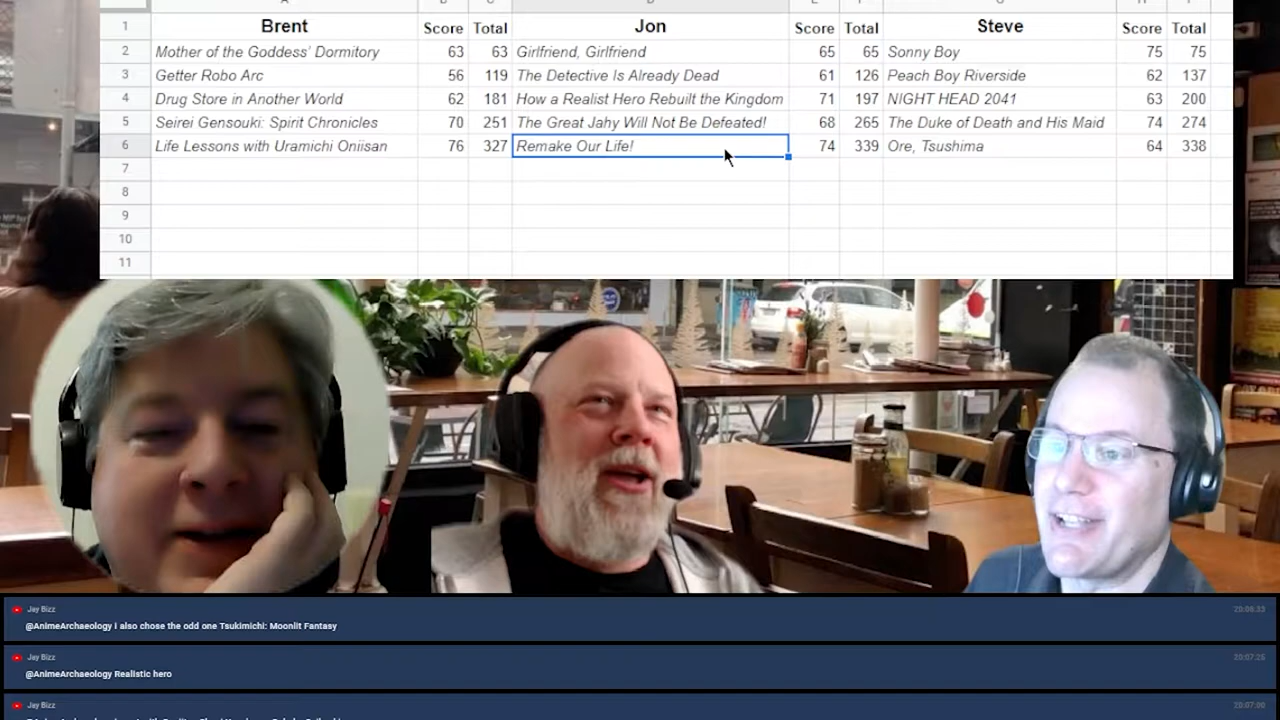 Brent Score Total Jon Score Total Steve Score Total
1
2 Mother of the Goddess' Dormitory 63 63 Girlfriend, Girlfriend 65 65 Sonny Boy 75 75
3 Getter Robo Arc 56 119 The Detective Is Already Dead 61 126 Peach Boy Riverside 62 137
4 Drug Store in Another World 62 181 How a Realist Hero Rebuilt the Kingdom 71 197 NIGHT HEAD 2041 63 200
5 Seirei Gensouki: Spirit Chronicles 70 251 The Great Jahy Will Not Be Defeated! 68 265 The Duke of Death and His Maid 74 274
6 Life Lessons with Uramichi Oniisan 76 327 Remake Our Life! 74 339 Ore, Tsushima 64 338
7
8
9
10
11
Jay Bizz 20:08:33
@AnimeArchaeology i also chose the odd one Tsukimichi: Moonlit Fantasy
Jay Bizz 20:07:25
@AnimeArchaeology Realistic hero
Jay Bizz 20:07:00